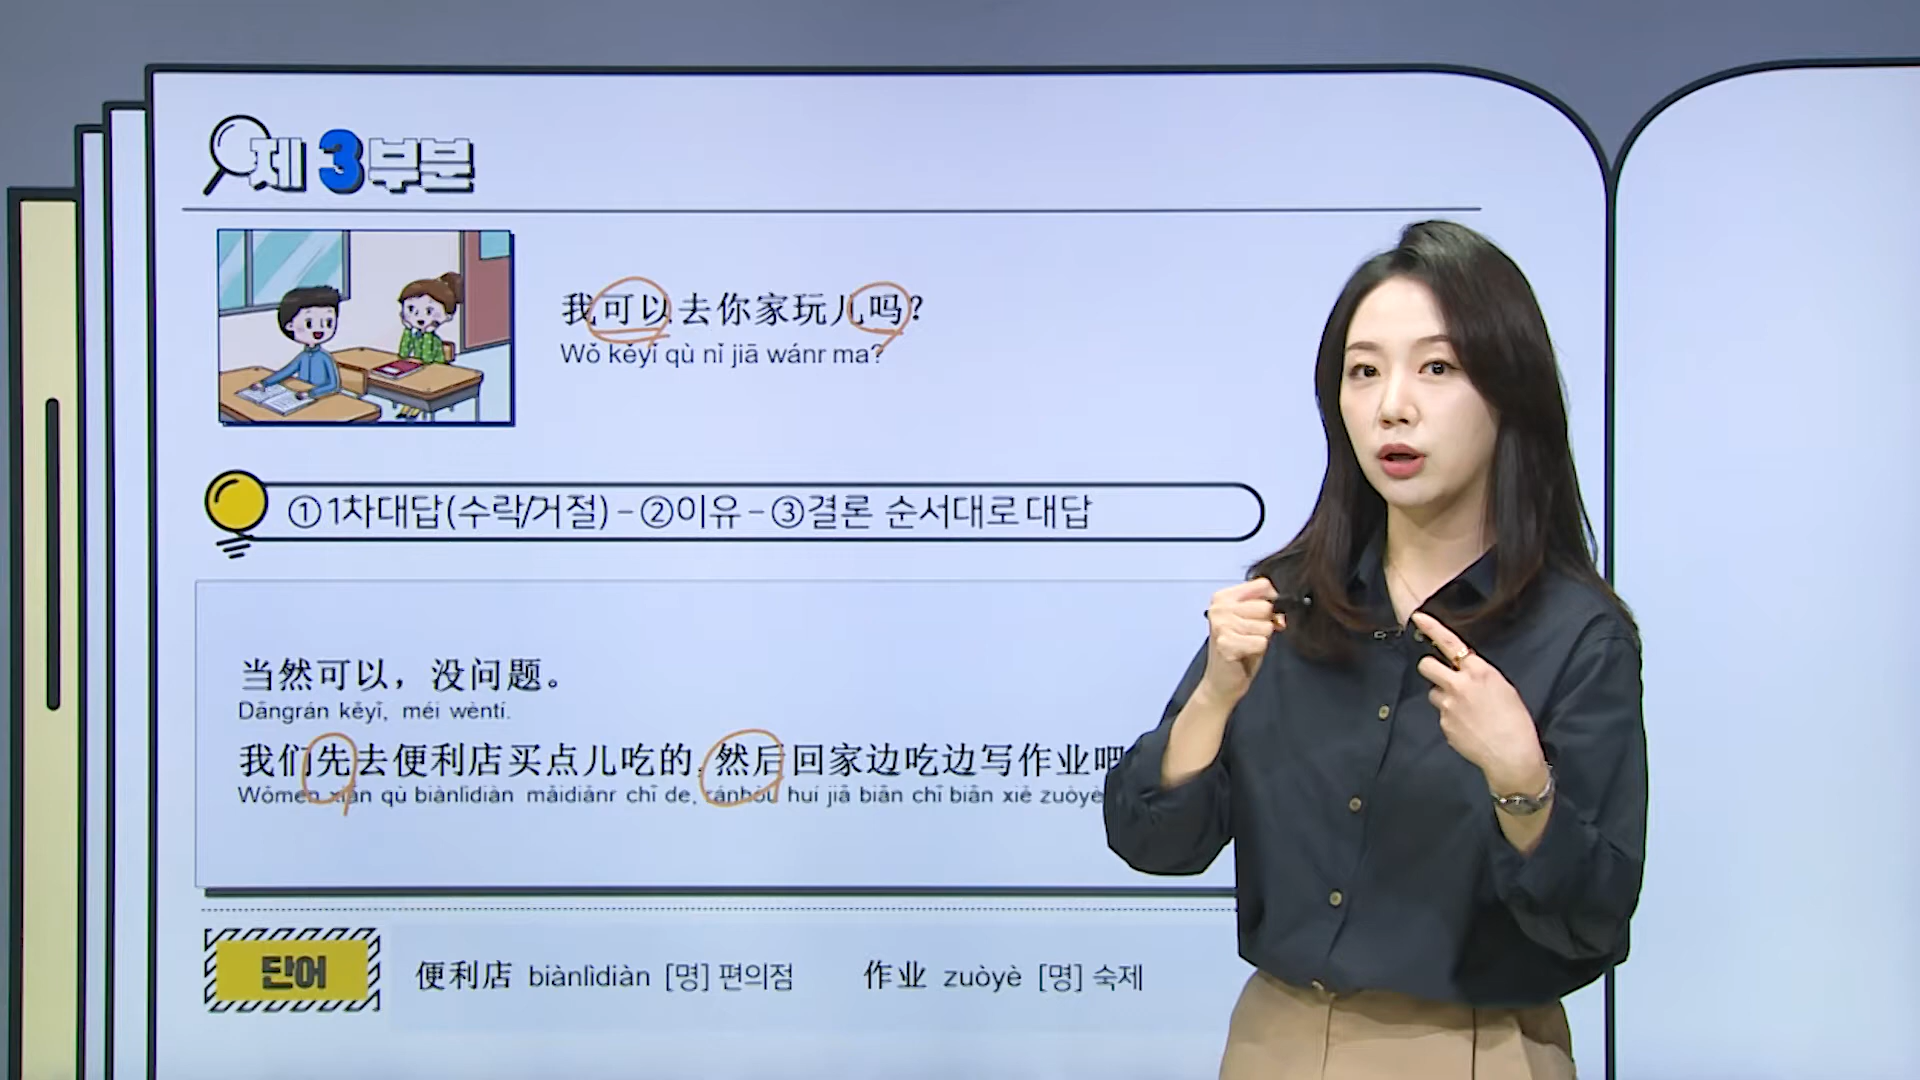 제 3 부분
我可以去你家玩儿吗?
Wǒ kěyǐ qù nǐ jiā wánr ma?
①1차대답(수락/거절) – ②이유 – ③결론 순서대로 대답
当然可以，没问题。
Dāngrán kěyǐ, méi wèntí.
我们先去便利店买点儿吃的, 然后回家边吃边写作业吧
Wǒmen xiān qù biànlìdiàn mǎidiǎnr chī de, ránhòu huí jiā biān chī biān xiě zuòyè
단어
便利店 biànlìdiàn [명] 편의점 作业 zuòyè [명] 숙제